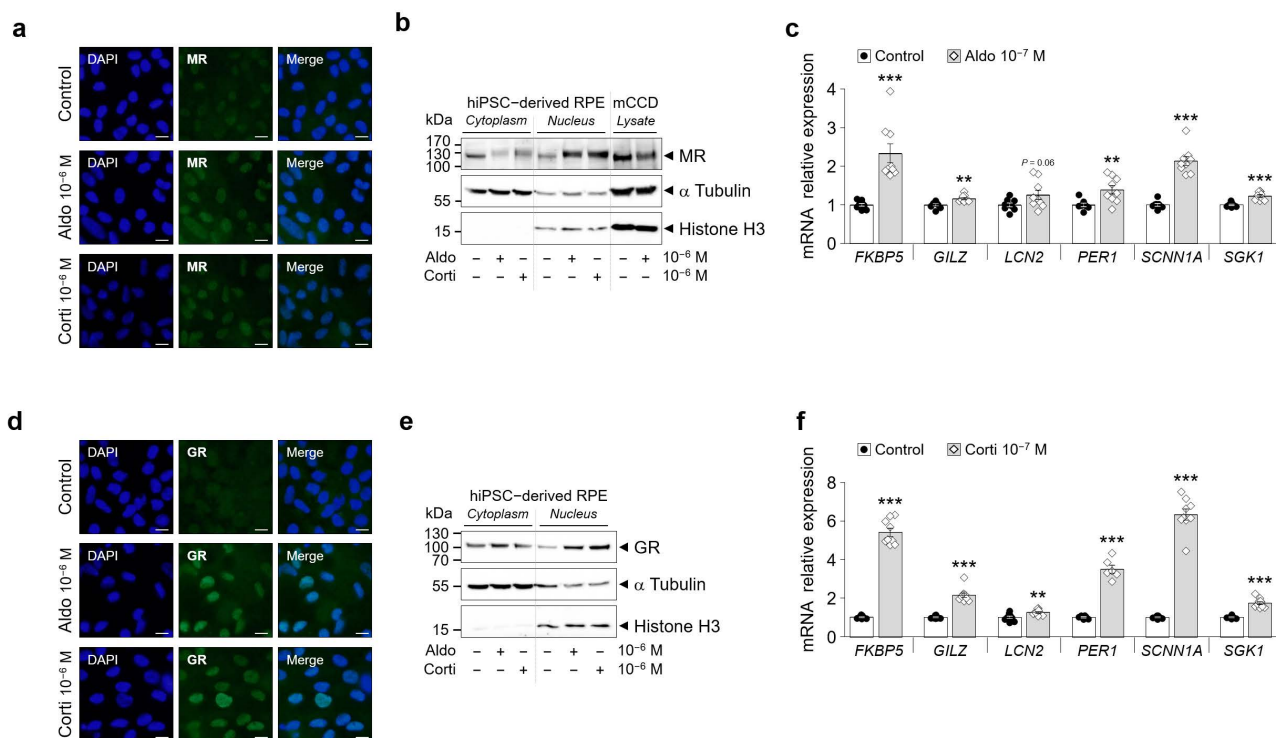 a
DAPI MR Merge
Control
DAPI MR Merge
Aldo 10⁻⁶ M
DAPI MR Merge
Corti 10⁻⁶ M
b
hiPSC−derived RPE mCCD
kDa Cytoplasm Nucleus Lysate
170
130
100
MR
α Tubulin
55
15
Histone H3
Aldo − + − − + − − + 10⁻⁶ M
Corti − − + − − + 10⁻⁶ M
c
Control Aldo 10⁻⁷ M
mRNA relative expression
4
3
2
1
0
*** ** P = 0.06 ** *** ***
FKBP5 GILZ LCN2 PER1 SCNN1A SGK1
d
DAPI GR Merge
Control
DAPI GR Merge
Aldo 10⁻⁶ M
DAPI GR Merge
Corti 10⁻⁶ M
e
hiPSC−derived RPE
kDa Cytoplasm Nucleus
130
100
70
GR
55
α Tubulin
15
Histone H3
Aldo − + − − + − 10⁻⁶ M
Corti − − + − − + 10⁻⁶ M
f
Control Corti 10⁻⁷ M
mRNA relative expression
8
6
4
2
0
*** *** ** *** *** ***
FKBP5 GILZ LCN2 PER1 SCNN1A SGK1